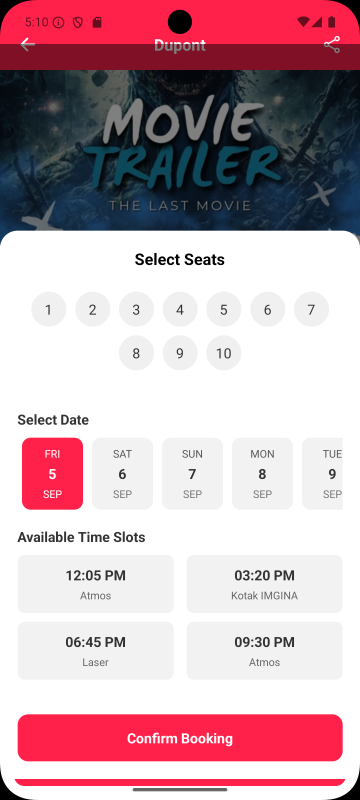 5:10
Dupont
MOVIE
TRAILER
THE LAST MOVIE
Select Seats
1 2 3 4 5 6 7
8 9 10
Select Date
FRI SAT SUN MON TUE
5 6 7 8 9
SEP SEP SEP SEP SEP
Available Time Slots
12:05 PM 03:20 PM
Atmos Kotak IMGINA
06:45 PM 09:30 PM
Laser Atmos
Confirm Booking